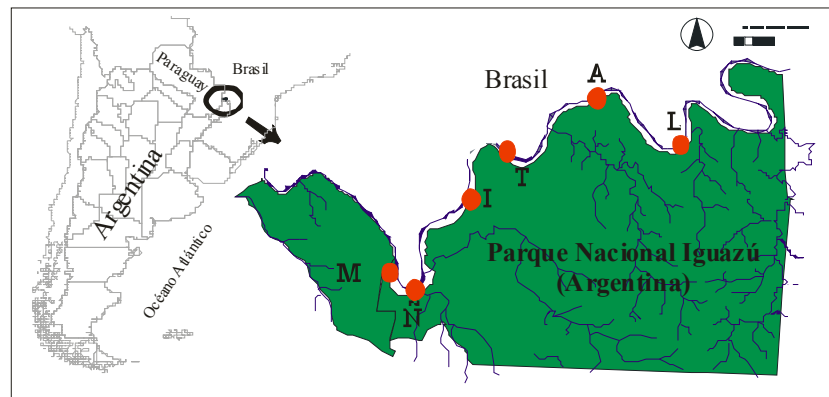 Paraguay
Brasil
Argentina
Océano Atlántico
Brasil
A
L
T
I
M
N
Parque Nacional Iguazú
(Argentina)